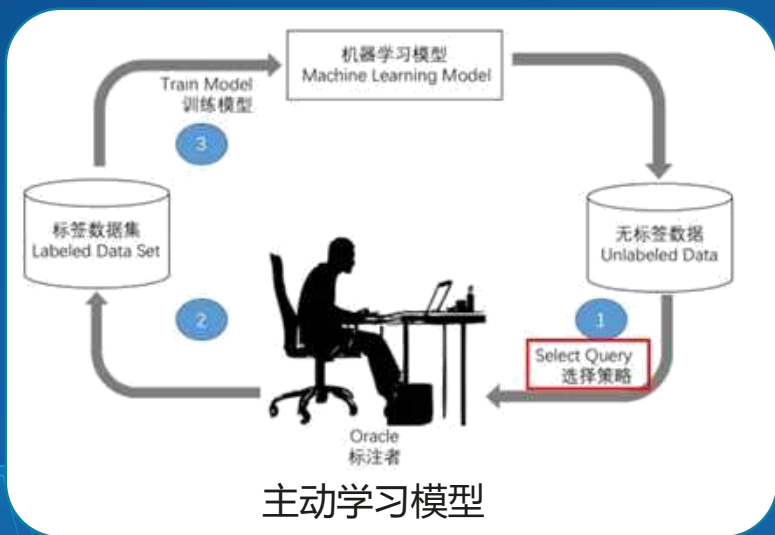 机器学习模型
Machine Learning Model
Train Model
训练模型
3
标签数据集
Labeled Data Set
无标签数据
Unlabeled Data
2
1
Select Query
选择策略
Oracle
标注者
主动学习模型